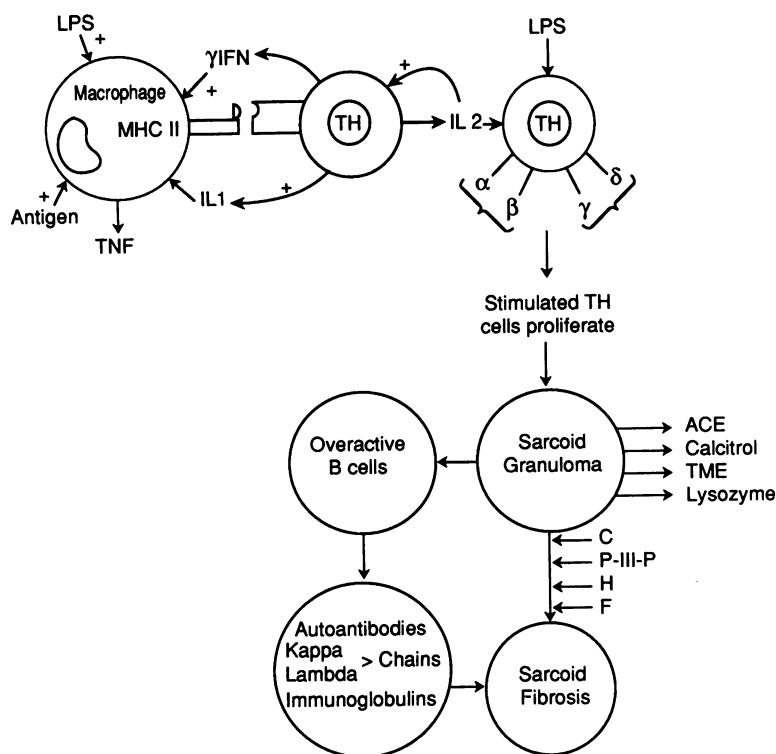 LPS
+
γIFN
+
Macrophage
MHC II
+
Antigen
TNF
IL1
+
TH
+
IL 2
LPS
TH
α
β
γ
δ
Stimulated TH
cells proliferate
Overactive
B cells
Sarcoid
Granuloma
ACE
Calcitrol
TME
Lysozyme
C
P-III-P
H
F
Autoantibodies
Kappa
Lambda > Chains
Immunoglobulins
Sarcoid
Fibrosis